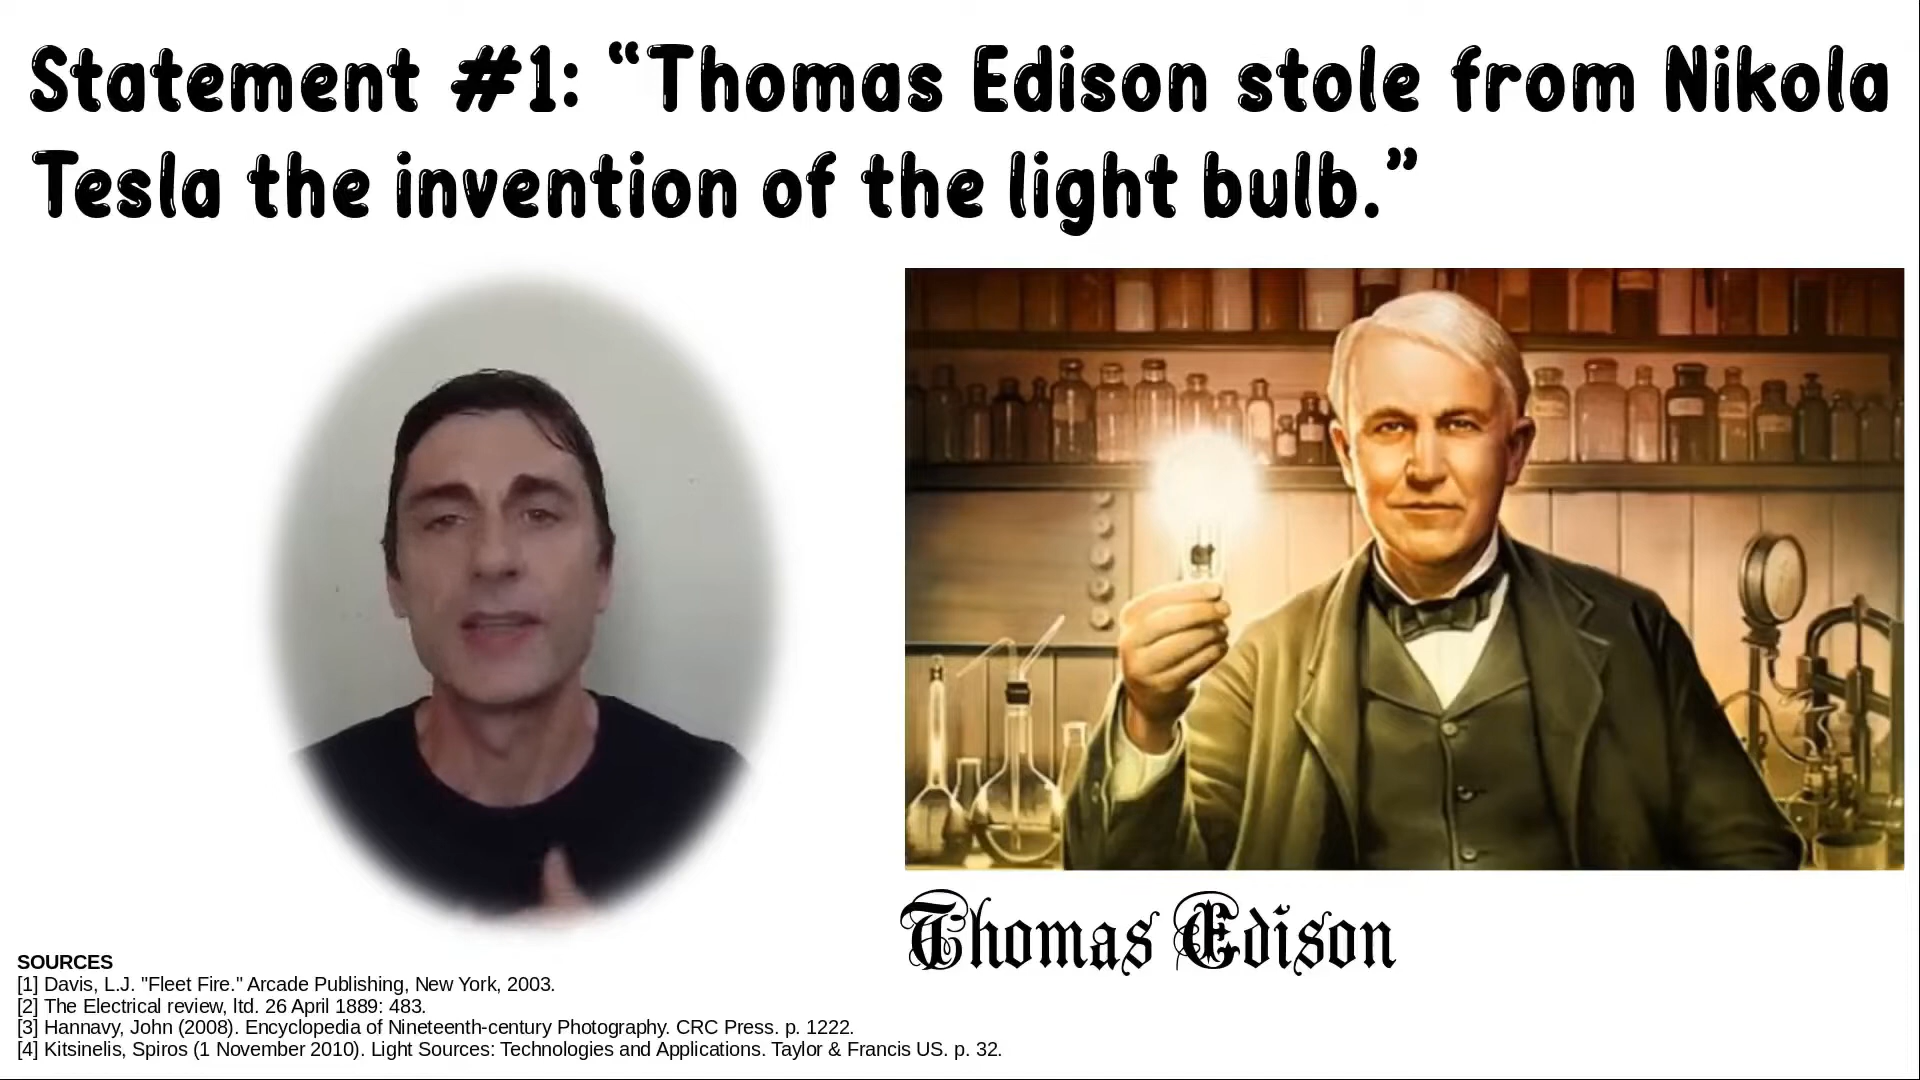 Statement #1: “Thomas Edison stole from Nikola
Tesla the invention of the light bulb.”
Thomas Edison
SOURCES
[1] Davis, L.J. "Fleet Fire." Arcade Publishing, New York, 2003.
[2] The Electrical review, ltd. 26 April 1889: 483.
[3] Hannavy, John (2008). Encyclopedia of Nineteenth-century Photography. CRC Press. p. 1222.
[4] Kitsinelis, Spiros (1 November 2010). Light Sources: Technologies and Applications. Taylor & Francis US. p. 32.